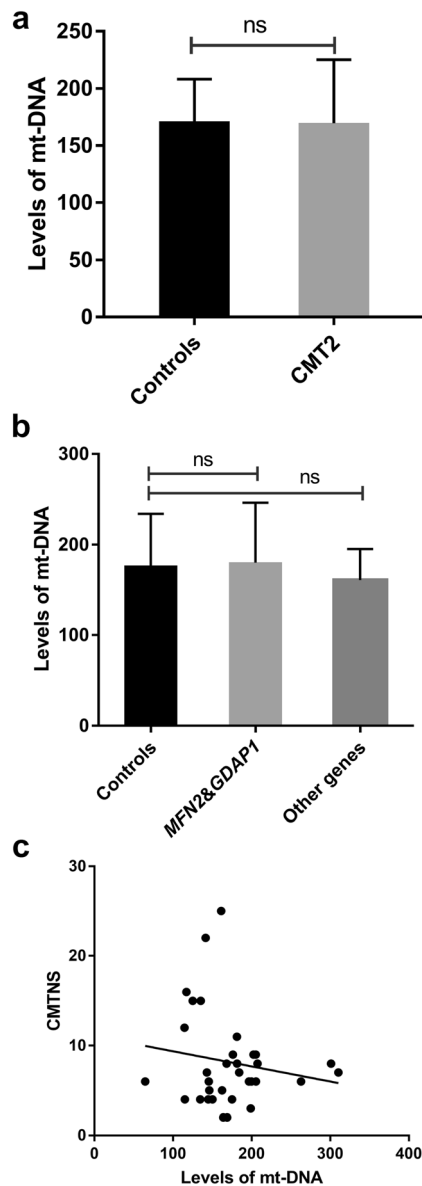 a
ns
Levels of mt-DNA
250
200
150
100
50
0
Controls
CMT2
b
ns
ns
Levels of mt-DNA
300
200
100
0
Controls
MFN2&GDAP1
Other genes
c
CMTNS
30
20
10
0
0 100 200 300 400
Levels of mt-DNA